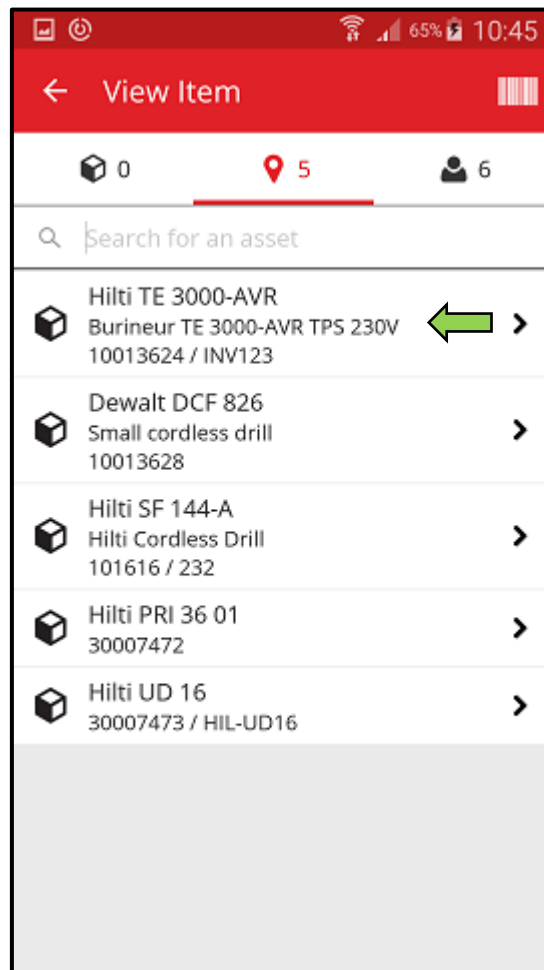 65% 10:45
View Item
0 5 6
Search for an asset
Hilti TE 3000-AVR
Burineur TE 3000-AVR TPS 230V
10013624 / INV123
Dewalt DCF 826
Small cordless drill
10013628
Hilti SF 144-A
Hilti Cordless Drill
101616 / 232
Hilti PRI 36 01
30007472
Hilti UD 16
30007473 / HIL-UD16